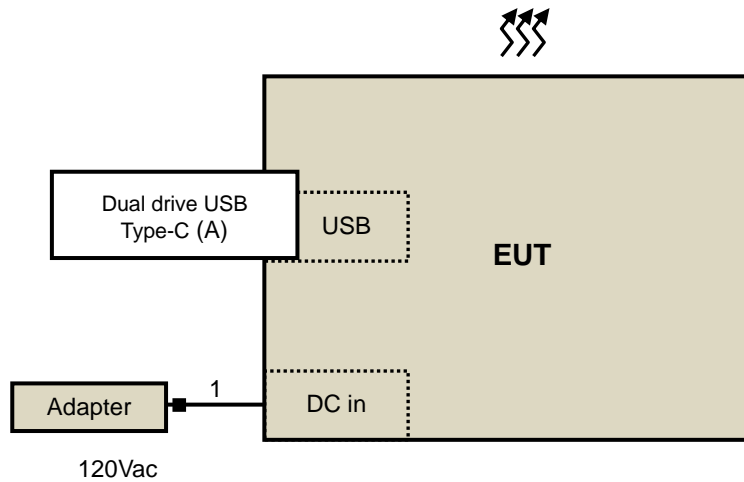 Dual drive USB
Type-C (A)
USB
EUT
1
Adapter
DC in
120Vac